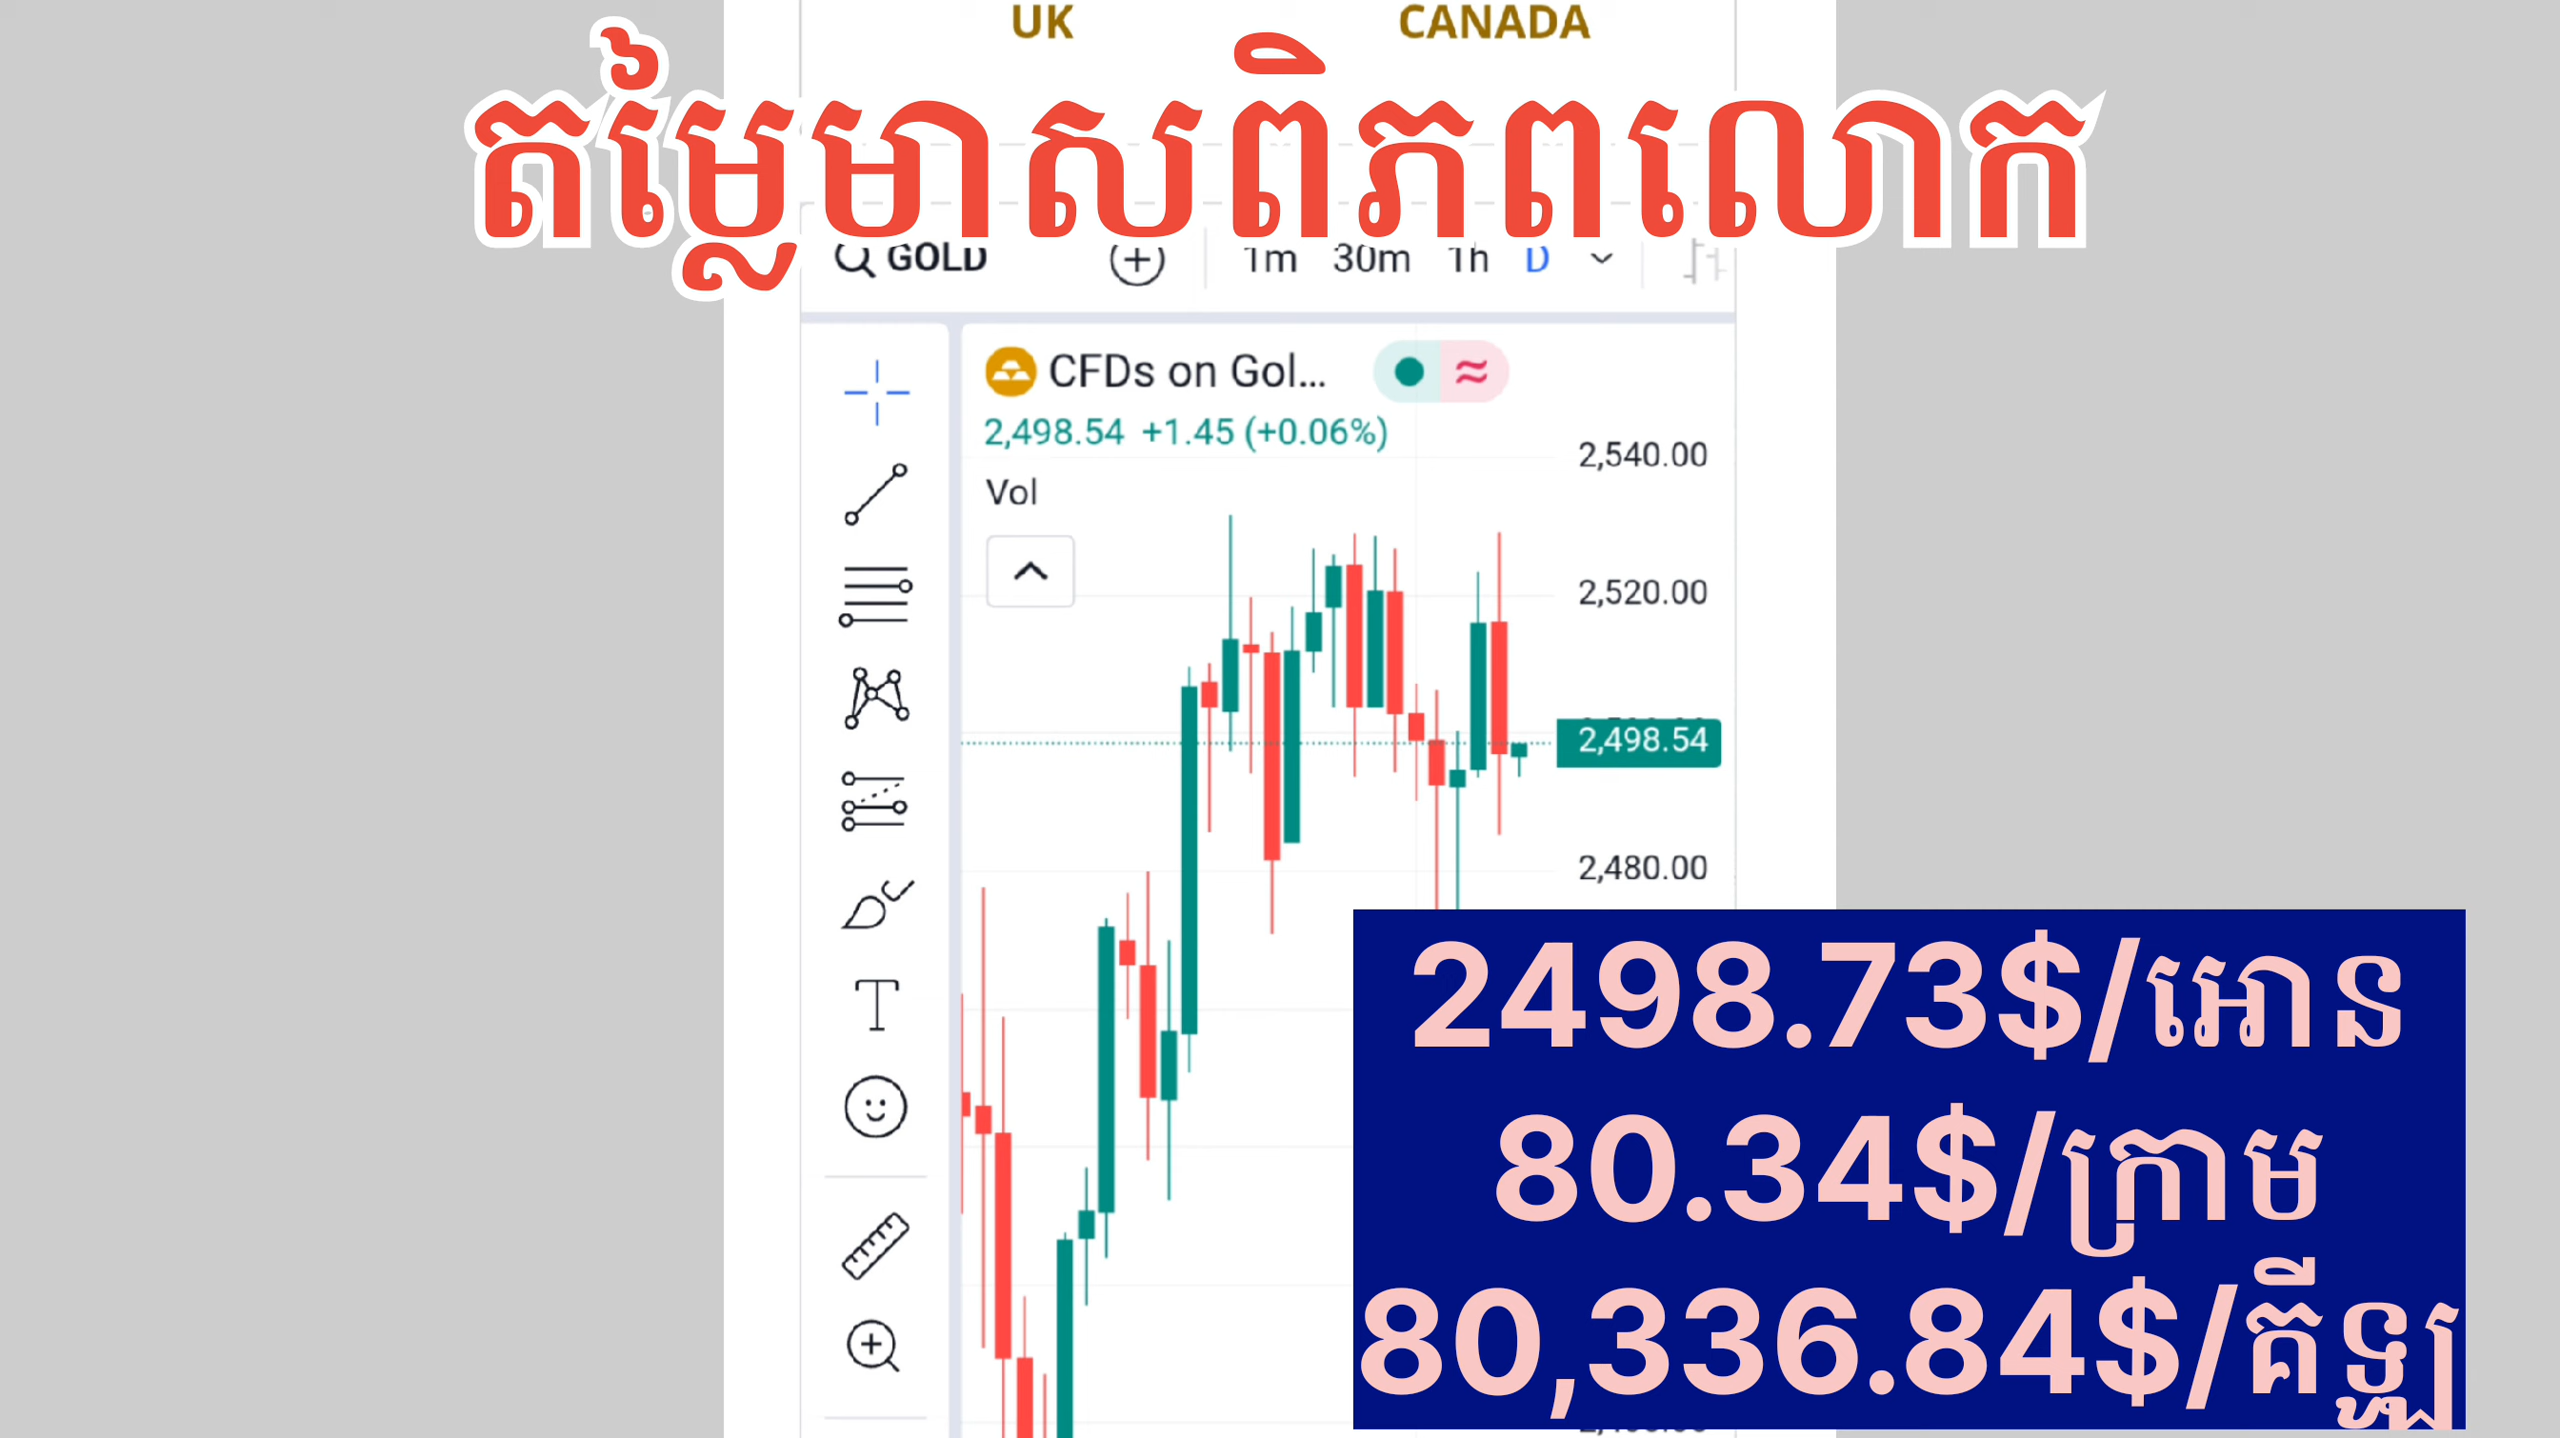 UK CANADA
តម្លៃមាសពិភពលោក
GOLD 1m 30m 1h D
CFDs on Gol...
2,498.54 +1.45 (+0.06%)
2,540.00
Vol
2,520.00
2,498.54
2,480.00
2498.73$/អោន
80.34$/ក្រាម
80,336.84$/គីឡូ